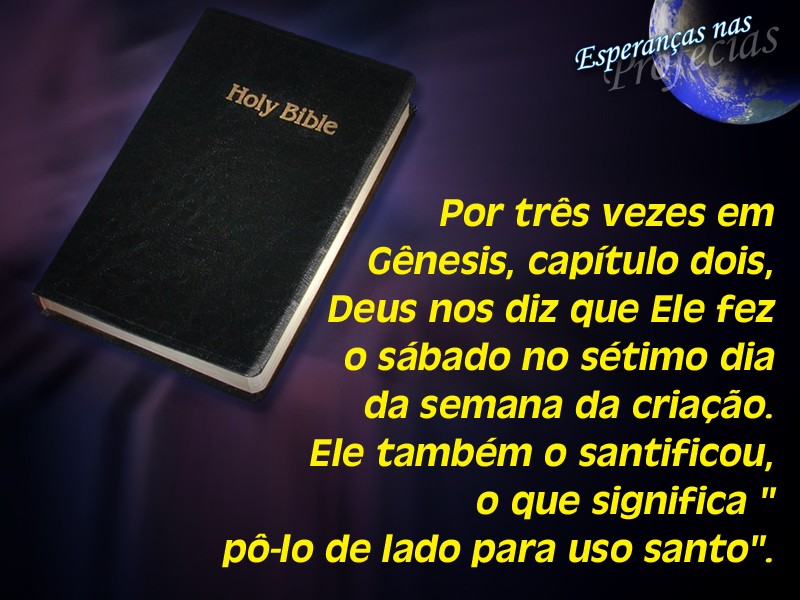 Esperanças nas
Profecias
Holy Bible
Por três vezes em
Gênesis, capítulo dois,
Deus nos diz que Ele fez
o sábado no sétimo dia
da semana da criação.
Ele também o santificou,
o que significa "
pô-lo de lado para uso santo".